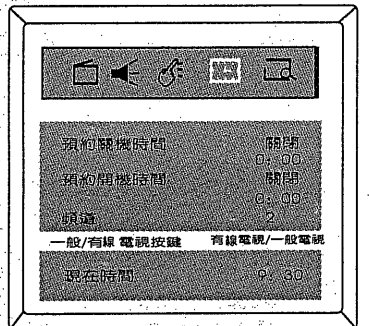 預約關機時間 關閉
0:00
預約開機時間 關閉
0:00
頻道 2
一般/有線 電視按鍵 有線電視/一般電視
現在時間 9:30